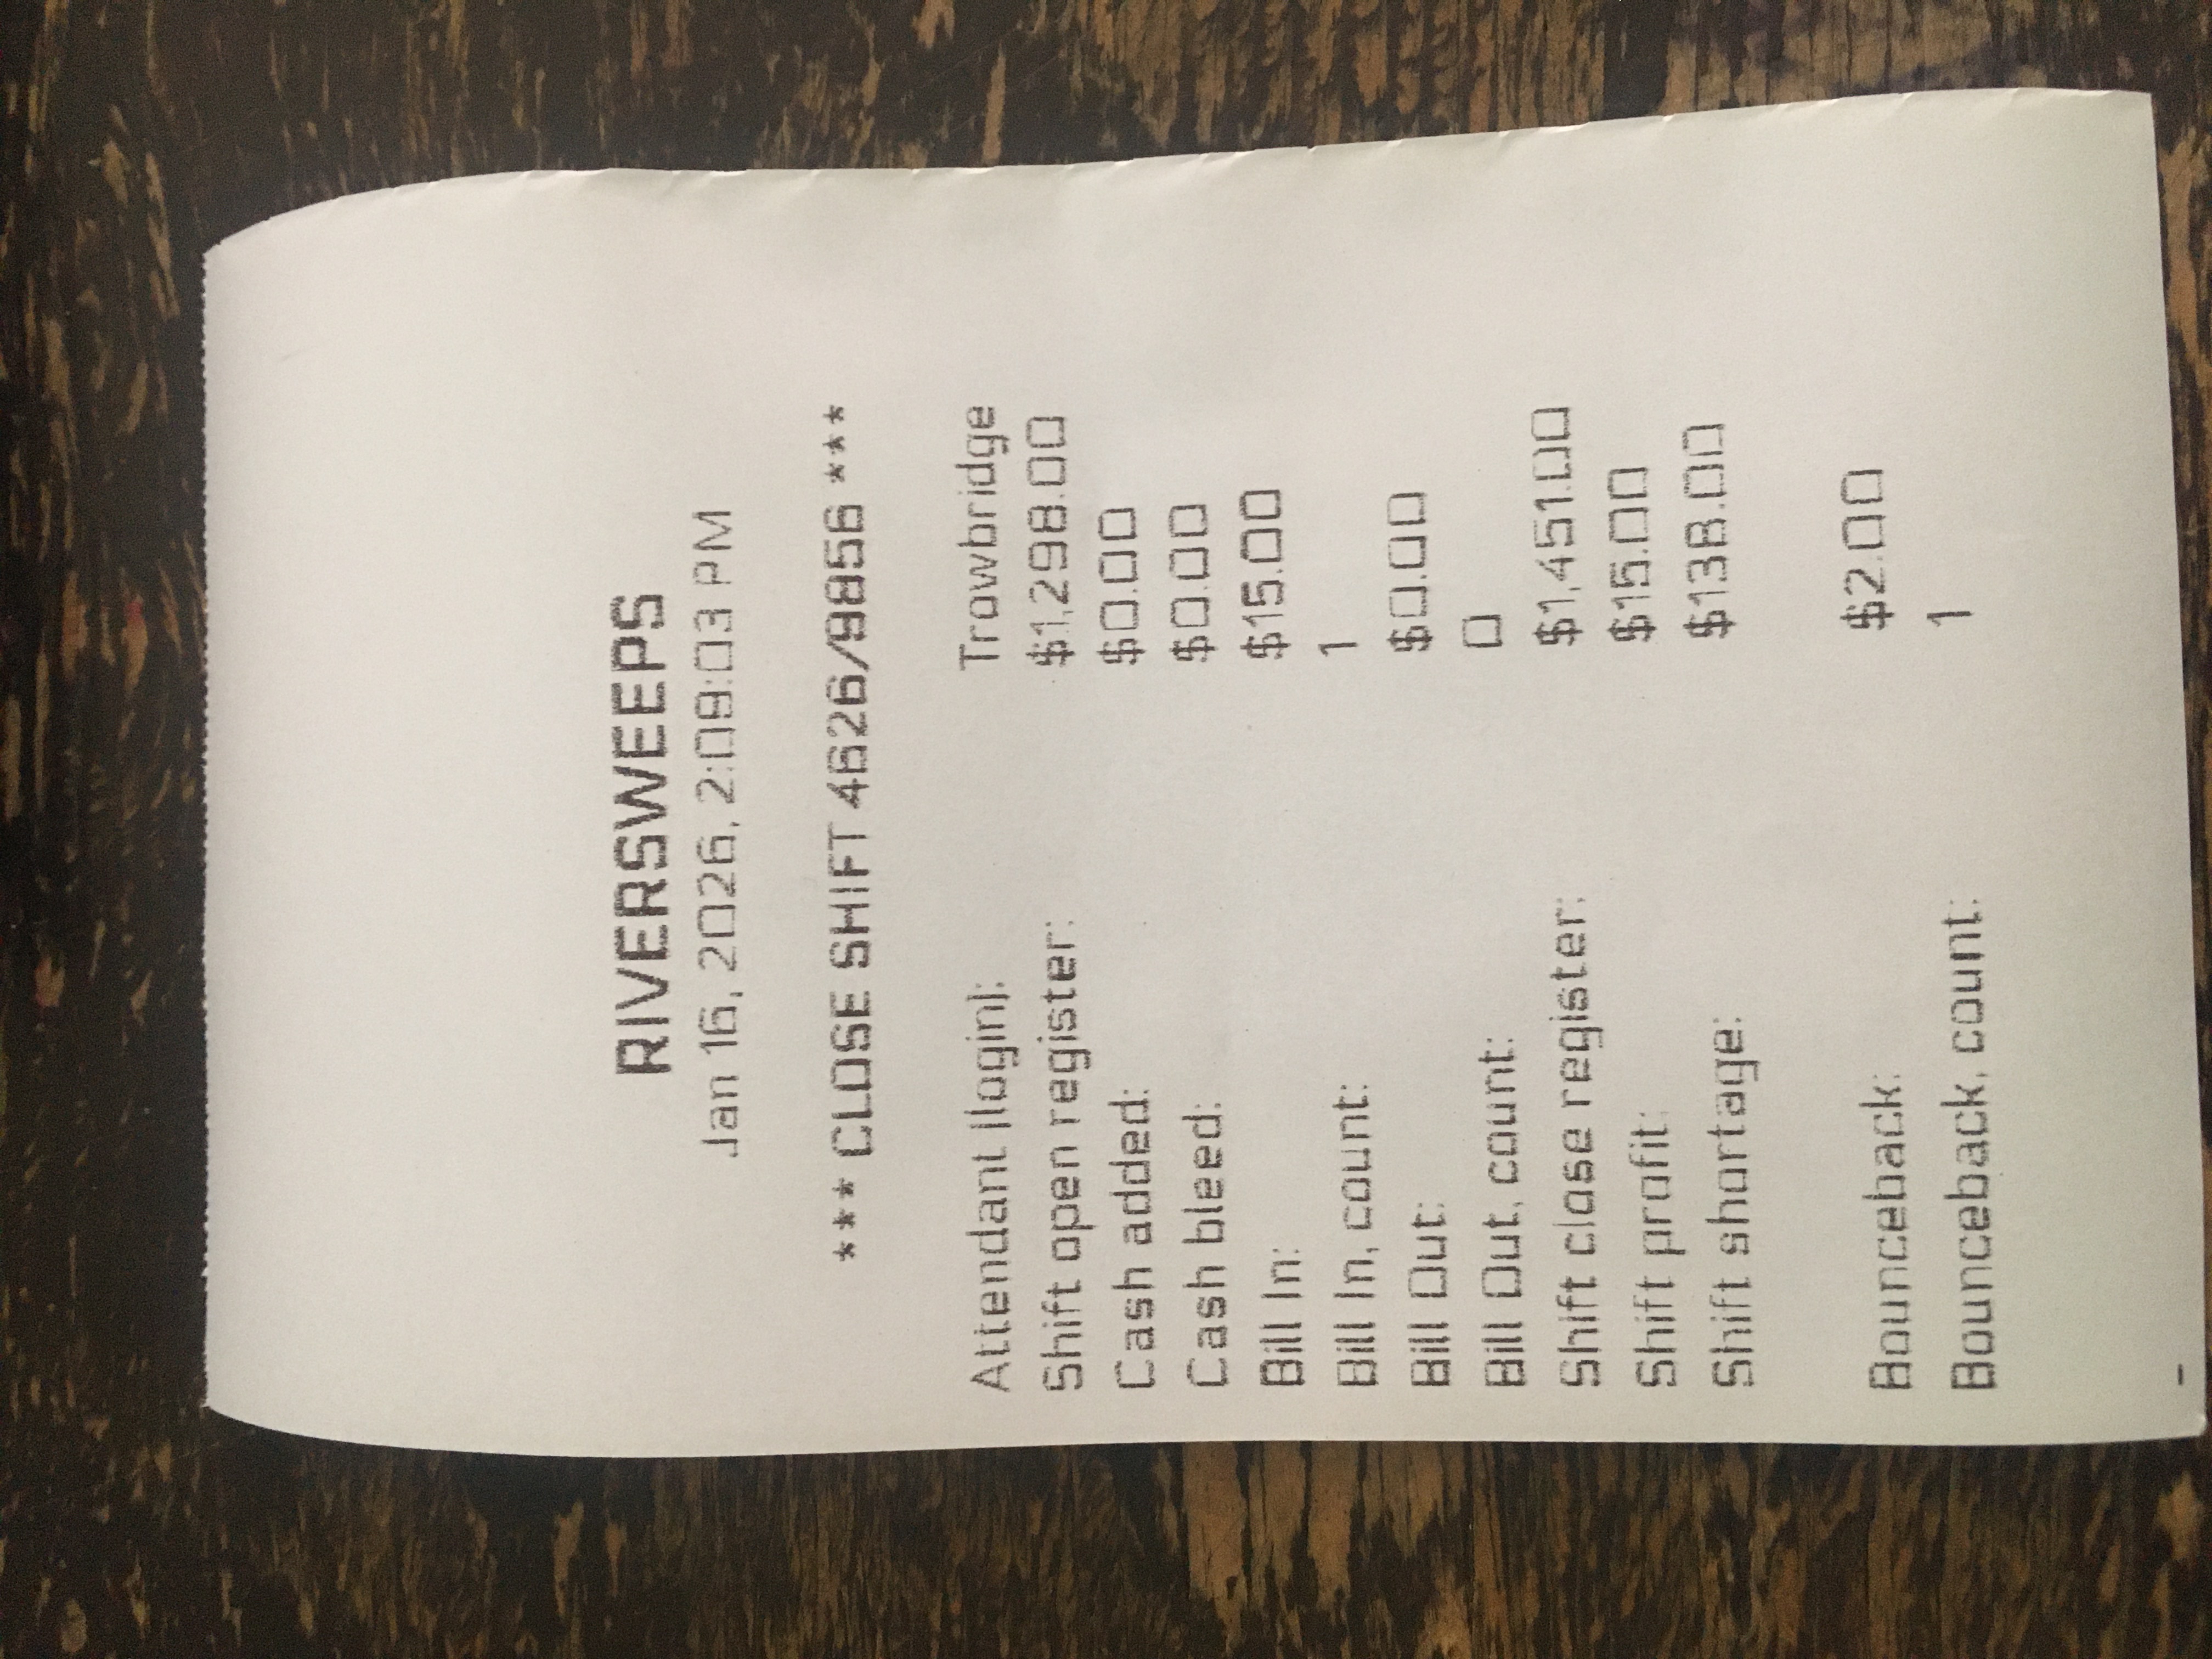 RIVERSWEEPS
Jan 16, 2026, 2:09:03 PM
*** CLOSE SHIFT 4626/9856 ***
Attendant (login): Trowbridge
Shift open register: $1,298.00
Cash added: $0.00
Cash bleed: $0.00
Bill In: $15.00
Bill In, count: 1
Bill Out: $0.00
Bill Out, count: 0
Shift close register: $1,451.00
Shift profit: $15.00
Shift shortage: $138.00
Bounceback: $2.00
Bounceback, count: 1